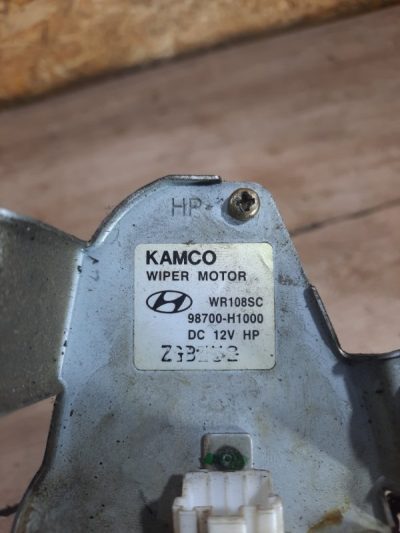 HP
KAMCO
WIPER MOTOR
WR108SC
98700-H1000
DC 12V HP